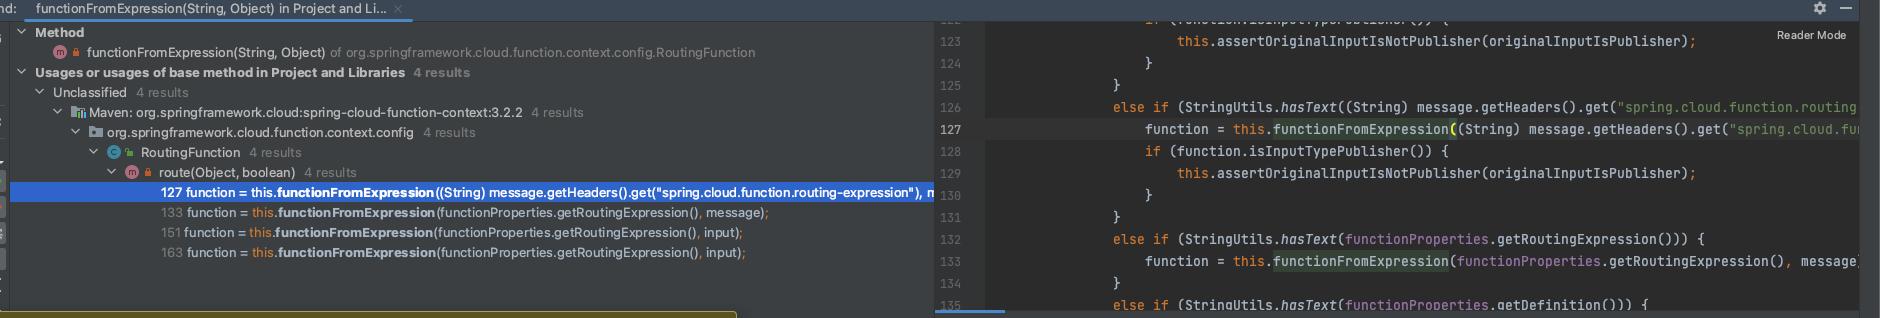 nd: functionFromExpression(String, Object) in Project and Li... ×
Method
m functionFromExpression(String, Object) of org.springframework.cloud.function.context.config.RoutingFunction
Usages or usages of base method in Project and Libraries 4 results
Unclassified 4 results
Maven: org.springframework.cloud:spring-cloud-function-context:3.2.2 4 results
org.springframework.cloud.function.context.config 4 results
C RoutingFunction 4 results
m route(Object, boolean) 4 results
127 function = this.functionFromExpression((String) message.getHeaders().get("spring.cloud.function.routing-expression"), m
133 function = this.functionFromExpression(functionProperties.getRoutingExpression(), message);
151 function = this.functionFromExpression(functionProperties.getRoutingExpression(), input);
163 function = this.functionFromExpression(functionProperties.getRoutingExpression(), input);
Reader Mode
122 if (function.isInputTypePublisher()) {
123 this.assertOriginalInputIsNotPublisher(originalInputIsPublisher);
124 }
125 }
126 else if (StringUtils.hasText((String) message.getHeaders().get("spring.cloud.function.routing
127 function = this.functionFromExpression((String) message.getHeaders().get("spring.cloud.fu
128 if (function.isInputTypePublisher()) {
129 this.assertOriginalInputIsNotPublisher(originalInputIsPublisher);
130 }
131 }
132 else if (StringUtils.hasText(functionProperties.getRoutingExpression())) {
133 function = this.functionFromExpression(functionProperties.getRoutingExpression(), message)
134 }
135 else if (StringUtils.hasText(functionProperties.getDefinition())) {